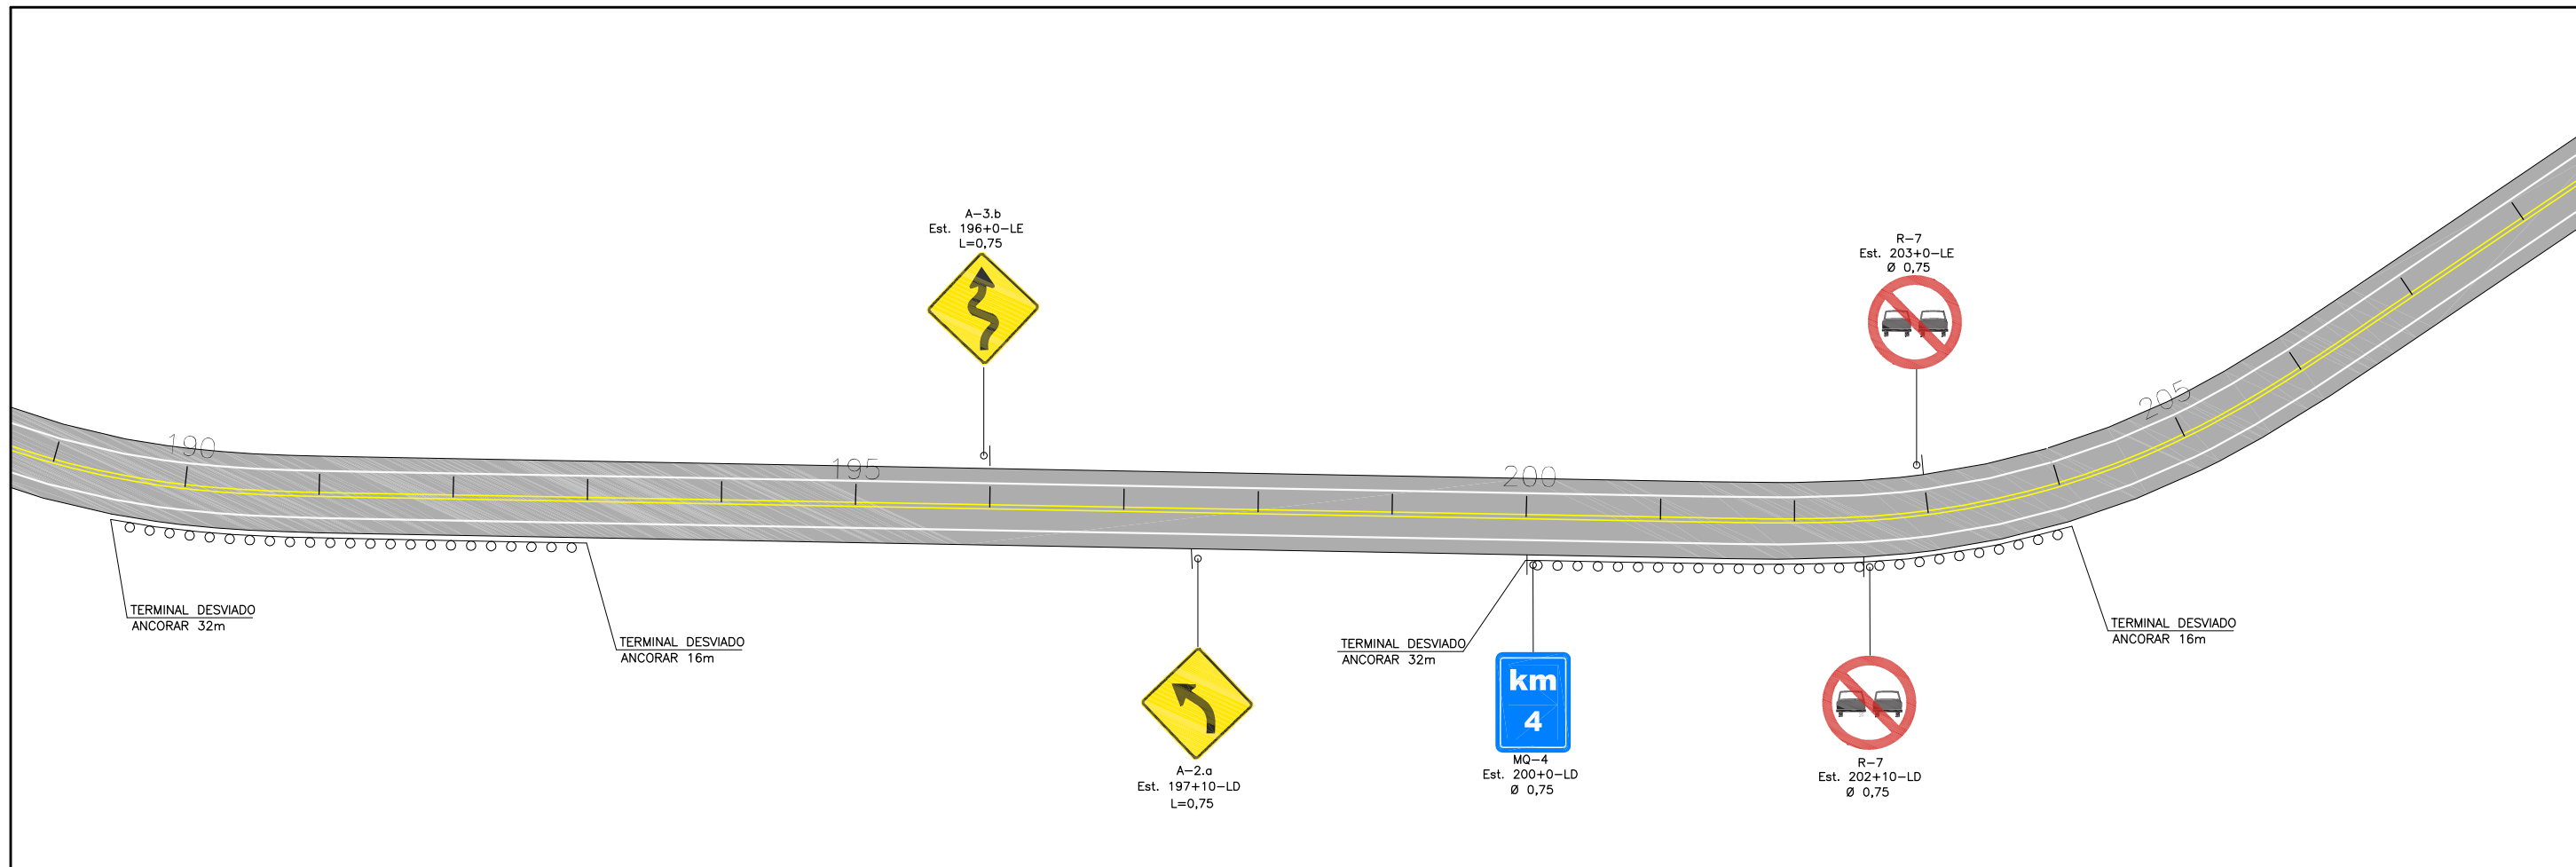 A-3.b
Est. 196+0-LE
L=0,75
R-7
Est. 203+0-LE
Ø 0,75
190
195
200
205
TERMINAL DESVIADO
ANCORAR 32m
TERMINAL DESVIADO
ANCORAR 16m
TERMINAL DESVIADO
ANCORAR 32m
TERMINAL DESVIADO
ANCORAR 16m
km
4
A-2.a
Est. 197+10-LD
L=0,75
MQ-4
Est. 200+0-LD
Ø 0,75
R-7
Est. 202+10-LD
Ø 0,75